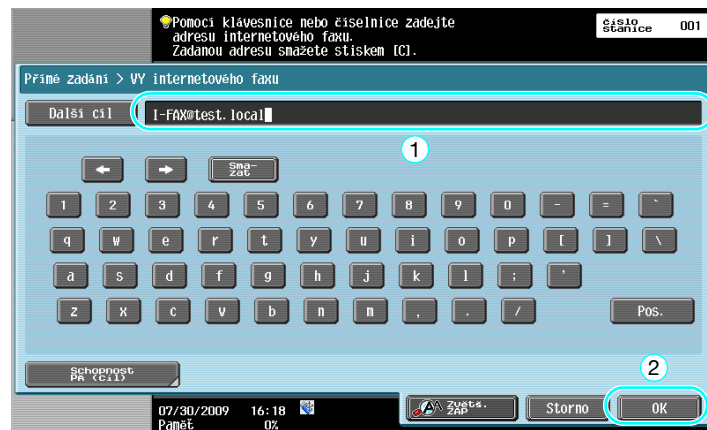 Pomocí klávesnice nebo číselnice zadejte
adresu internetového faxu.
Zadanou adresu smažete stiskem [C].
číslo
stanice 001
Přímé zadání > VY internetového faxu
Další cíl I-FAX@test.local
1
← → Sma-
zat
1 2 3 4 5 6 7 8 9 0 - = `
q w e r t y u i o p [ ] \
a s d f g h j k l ; '
z x c v b n m , . / Pos.
Schopnost
PŘ (Cíl)
2
07/30/2009 16:18 Zvětš.
ZAP Storno OK
Paměť 0%